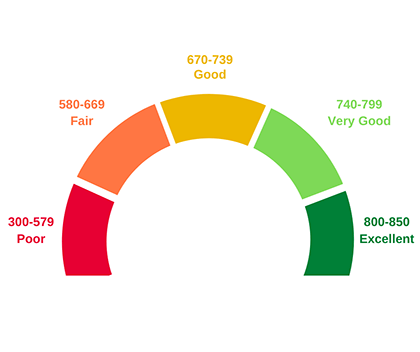 670-739
Good
580-669
Fair
740-799
Very Good
300-579
Poor
800-850
Excellent